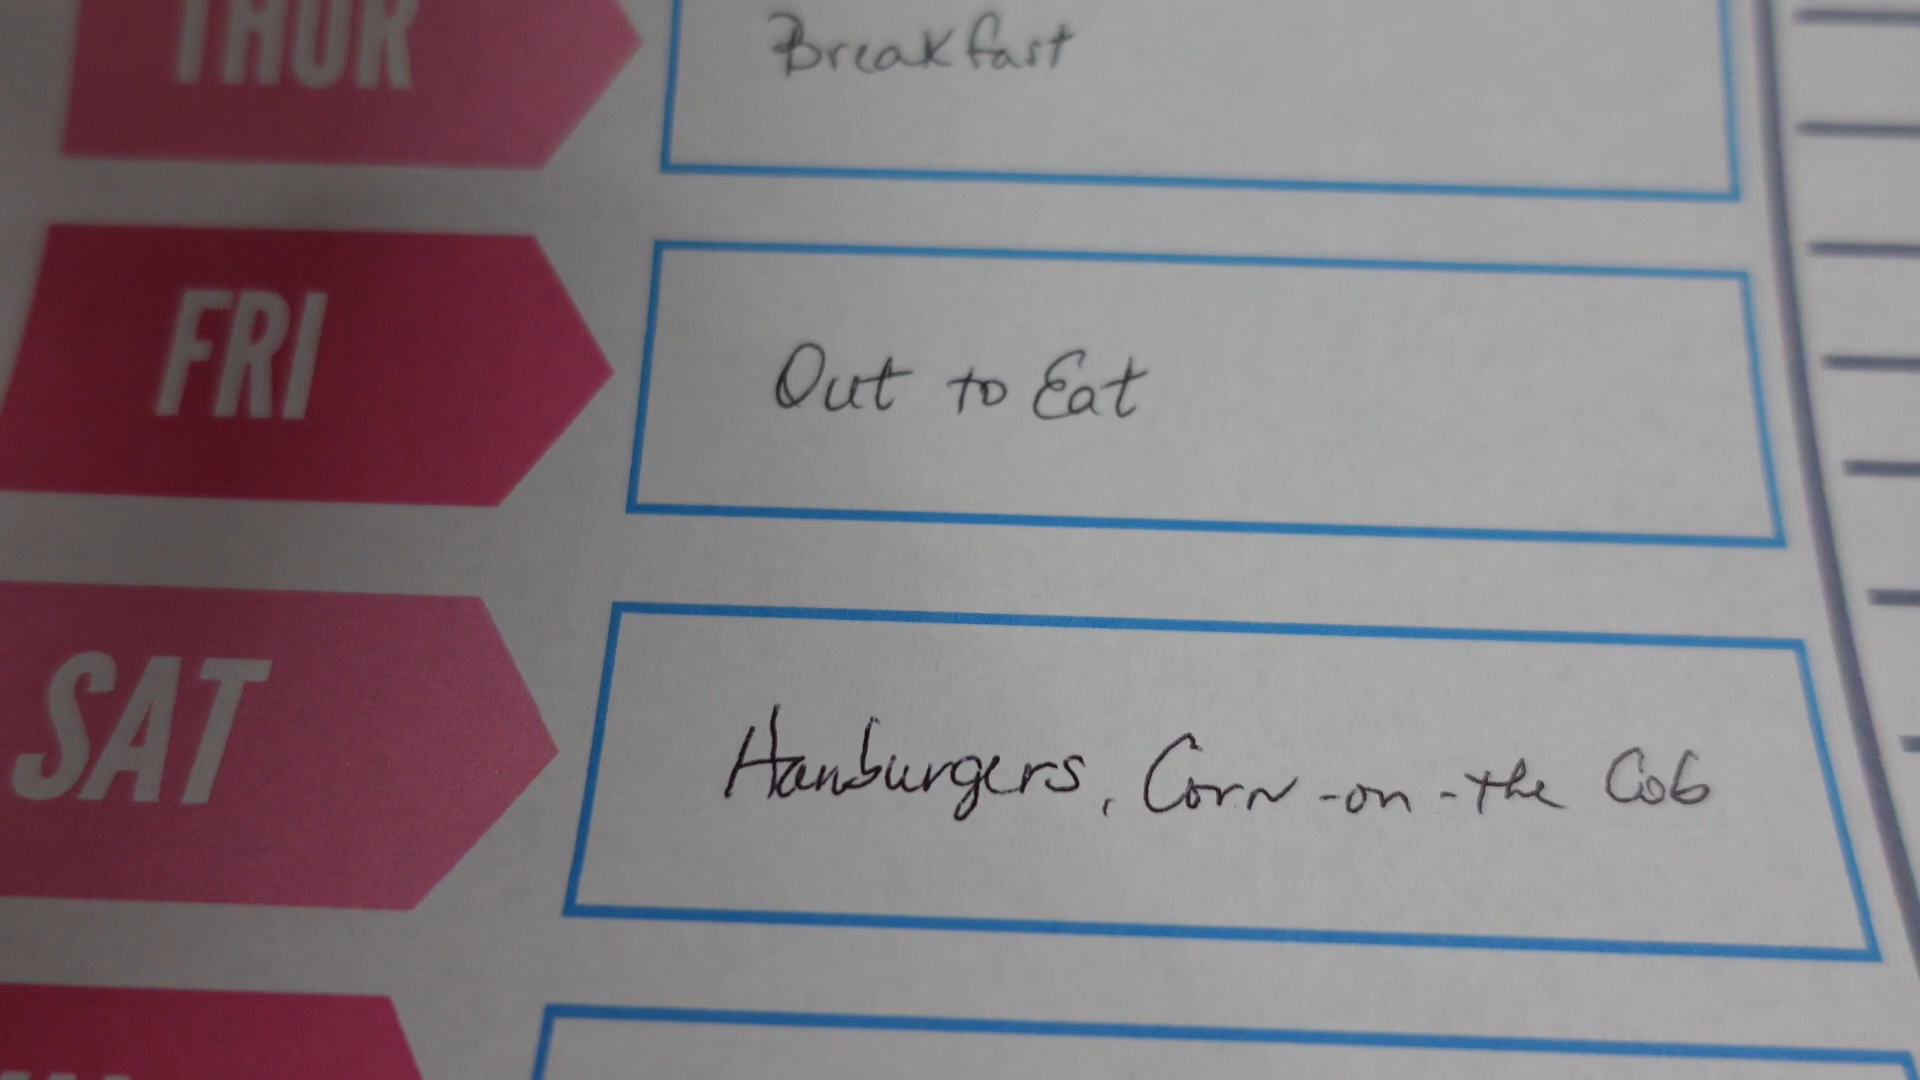 THUR
Breakfast
FRI
Out to Eat
SAT
Hamburgers, Corn-on-the Cob